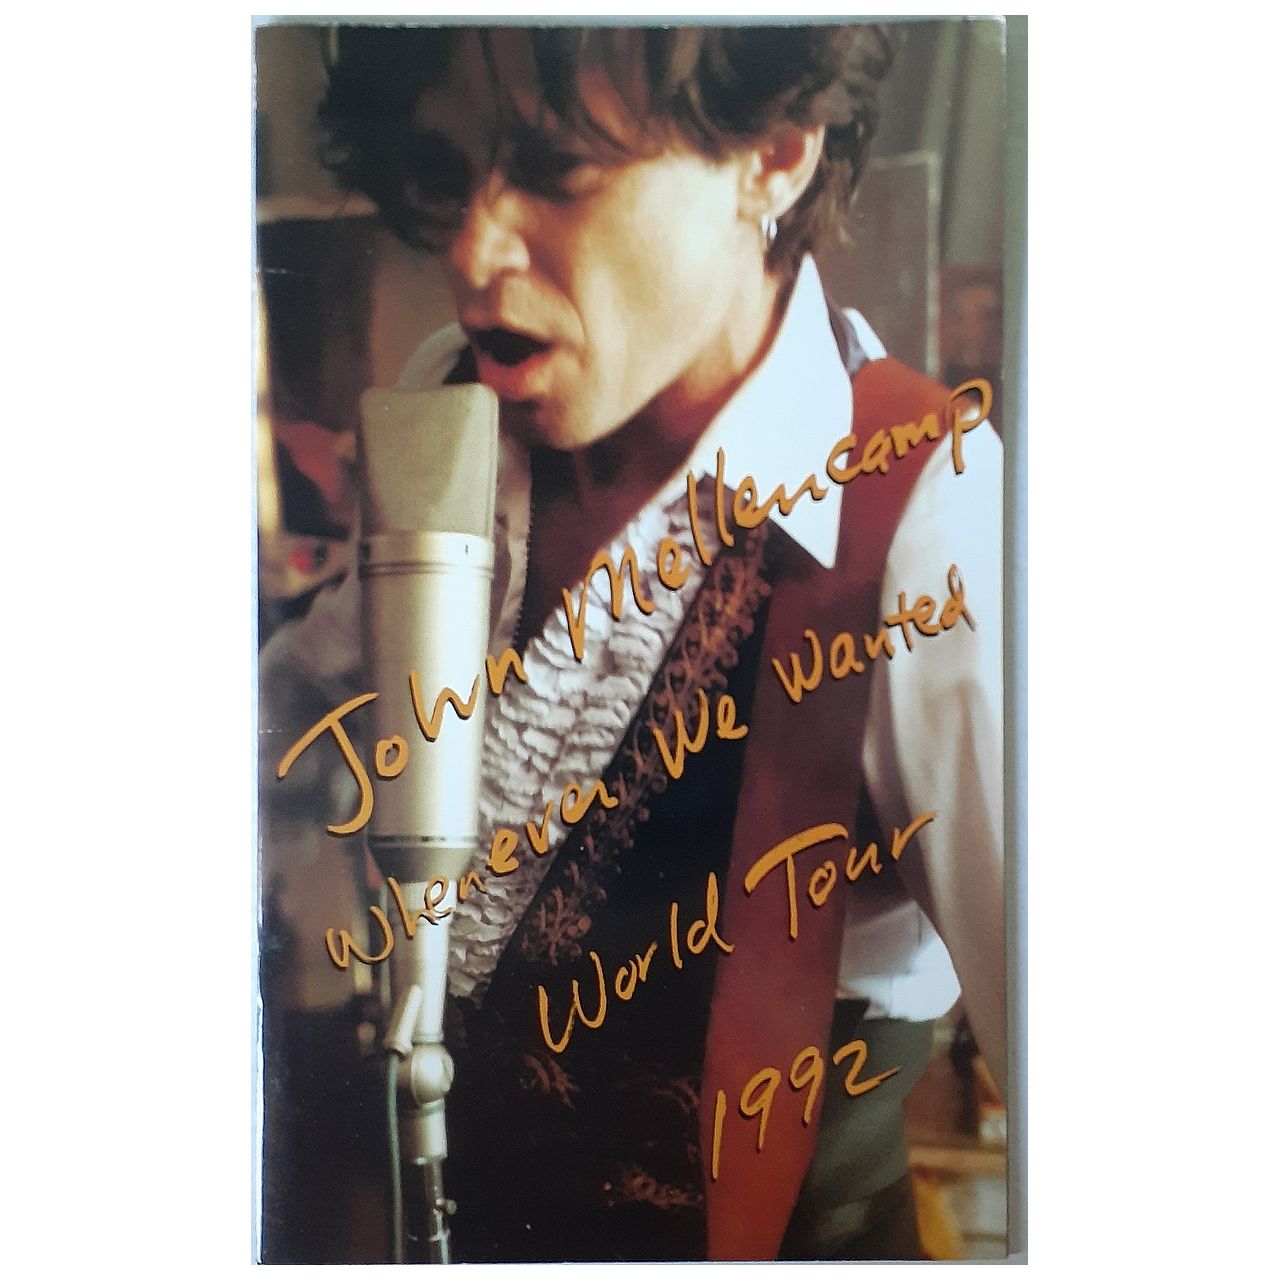 John Mellencamp
Whenever We Wanted
World Tour
1992